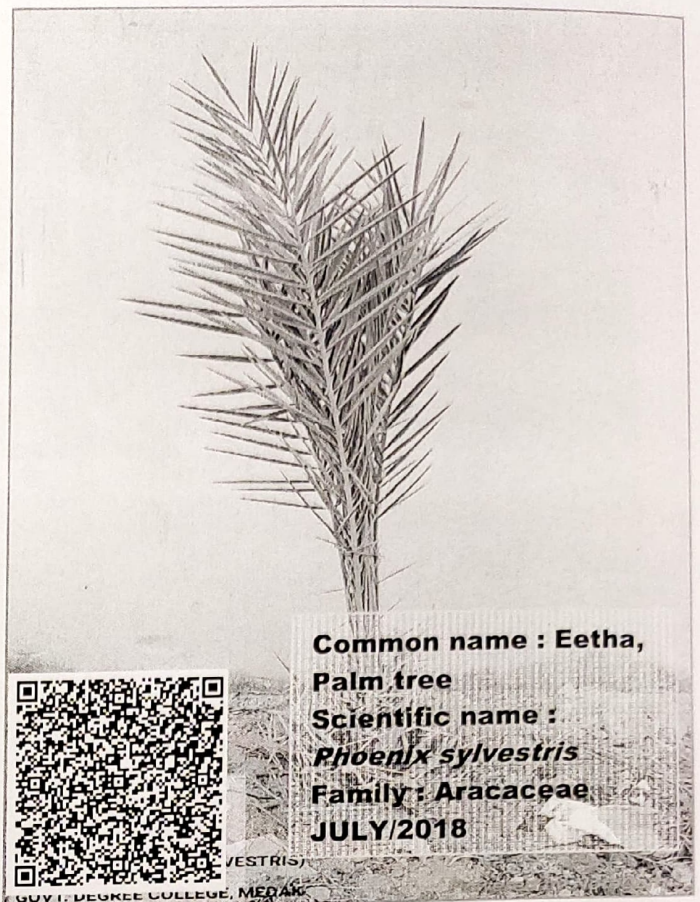 Common name : Eetha,
Palm tree
Scientific name :
Phoenix sylvestris
Family : Aracaceae
JULY/2018
VESTRIS)
GOVT. DEGREE COLLEGE, MEDAK